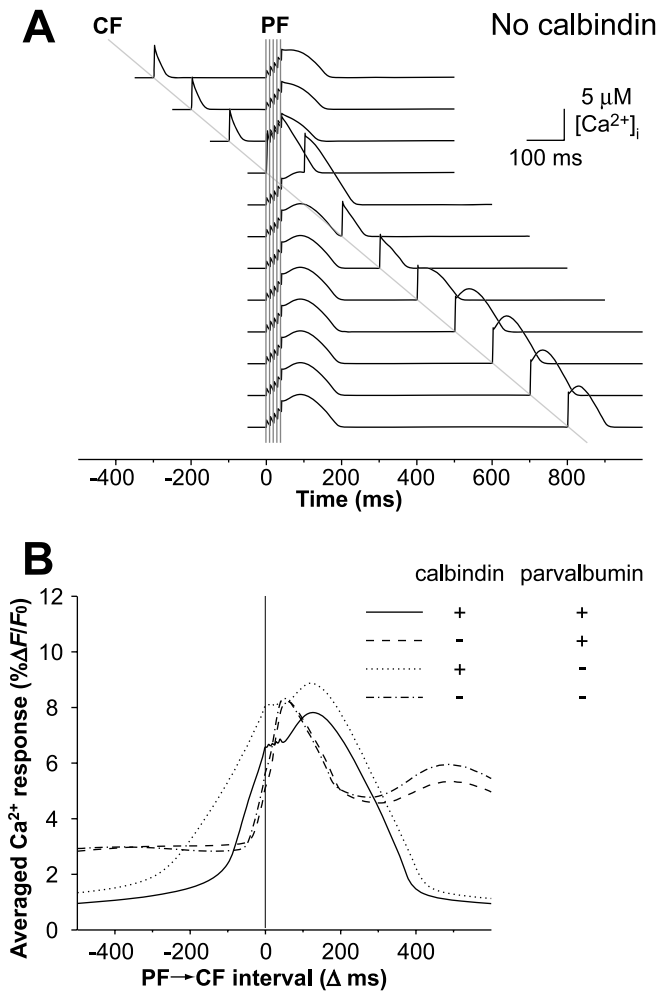 A
CF
PF
No calbindin
5 μM
[Ca²⁺]ᵢ
100 ms
−400 −200 0 200 400 600 800
Time (ms)
B
calbindin parvalbumin
+ +
- +
+ -
- -
12
10
8
6
4
2
0
Averaged Ca²⁺ response (%ΔF/F₀)
-400 -200 0 200 400
PF→CF interval (Δ ms)